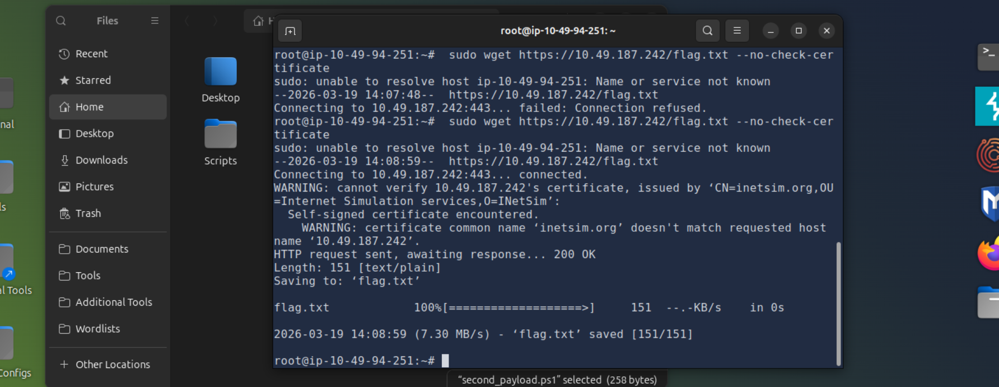 Files
Recent
Starred
Home
Desktop
Downloads
Pictures
Trash
Documents
Tools
Additional Tools
Wordlists
Other Locations
Desktop
Scripts
H
nal
ls
al Tools
Configs
root@ip-10-49-94-251: ~
root@ip-10-49-94-251:~#  sudo wget https://10.49.187.242/flag.txt --no-check-cer
tificate
sudo: unable to resolve host ip-10-49-94-251: Name or service not known
--2026-03-19 14:07:48--  https://10.49.187.242/flag.txt
Connecting to 10.49.187.242:443... failed: Connection refused.
root@ip-10-49-94-251:~#  sudo wget https://10.49.187.242/flag.txt --no-check-cer
tificate
sudo: unable to resolve host ip-10-49-94-251: Name or service not known
--2026-03-19 14:08:59--  https://10.49.187.242/flag.txt
Connecting to 10.49.187.242:443... connected.
WARNING: cannot verify 10.49.187.242's certificate, issued by ‘CN=inetsim.org,OU
=Internet Simulation services,O=INetSim’:
  Self-signed certificate encountered.
    WARNING: certificate common name ‘inetsim.org’ doesn't match requested host
name ‘10.49.187.242’.
HTTP request sent, awaiting response... 200 OK
Length: 151 [text/plain]
Saving to: ‘flag.txt’
flag.txt            100%[===================>]     151  --.-KB/s    in 0s
2026-03-19 14:08:59 (7.30 MB/s) - ‘flag.txt’ saved [151/151]
root@ip-10-49-94-251:~#
“second_payload.ps1” selected (258 bytes)